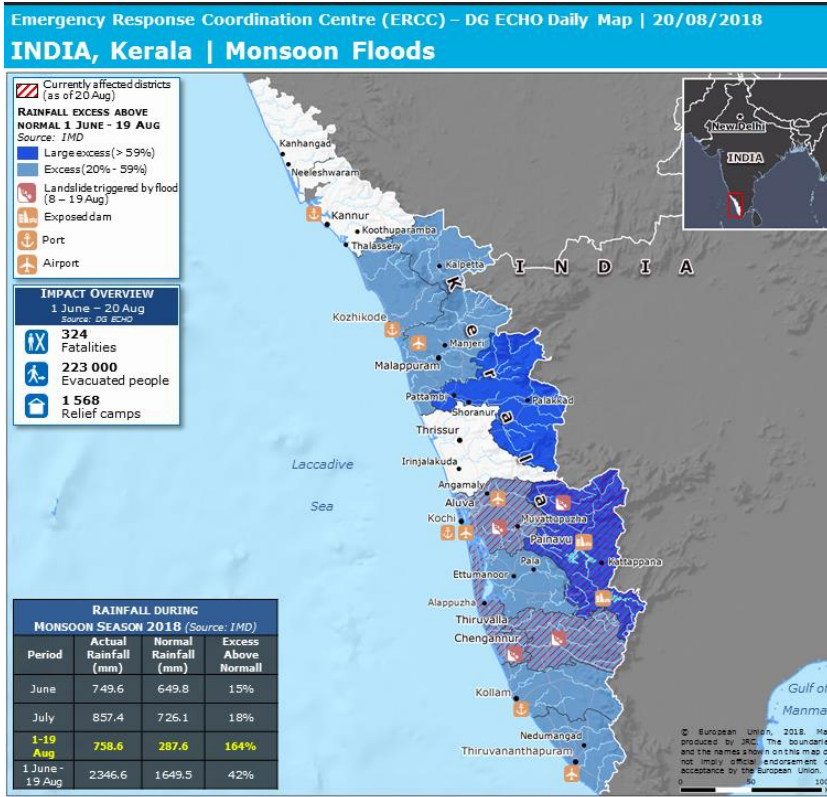 Emergency Response Coordination Centre (ERCC) – DG ECHO Daily Map | 20/08/2018
INDIA, Kerala | Monsoon Floods
Currently affected districts
(as of 20 Aug)
RAINFALL EXCESS ABOVE
NORMAL 1 JUNE - 19 AUG
Source: IMD
Large excess (> 59%)
Excess (20% - 59%)
Landslide triggered by flood
(8 – 19 Aug)
Exposed dam
Port
Airport
IMPACT OVERVIEW
1 June – 20 Aug
Source: DG ECHO
324
Fatalities
223 000
Evacuated people
1 568
Relief camps
New Delhi
INDIA
Kanhangad
Neeleshwaram
Kannur
Koothuparamba
Thalassery
Kalpetta
I N D I A
Kerala
Kozhikode
Manjeri
Malappuram
Pattambi
Shoranur
Palakkad
Thrissur
Irinjalakuda
Angamaly
Aluva
Kochi
Muvattupuzha
Painavu
Kattappana
Pala
Ettumanoor
Alappuzha
Thiruvalla
Chengannur
Kollam
Nedumangad
Thiruvananthapuram
Laccadive
Sea
Gulf of
Manna
RAINFALL DURING
MONSOON SEASON 2018 (Source: IMD)
Period Actual Rainfall (mm) Normal Rainfall (mm) Excess Above Normall
June 749.6 649.8 15%
July 857.4 726.1 18%
1-19 Aug 758.6 287.6 164%
1 June - 19 Aug 2346.6 1649.5 42%
© European Union, 2018. Ma
produced by JRC. The boundarie
and the names shown on this map d
not imply official endorsement o
acceptance by the European Union.
0 50 100